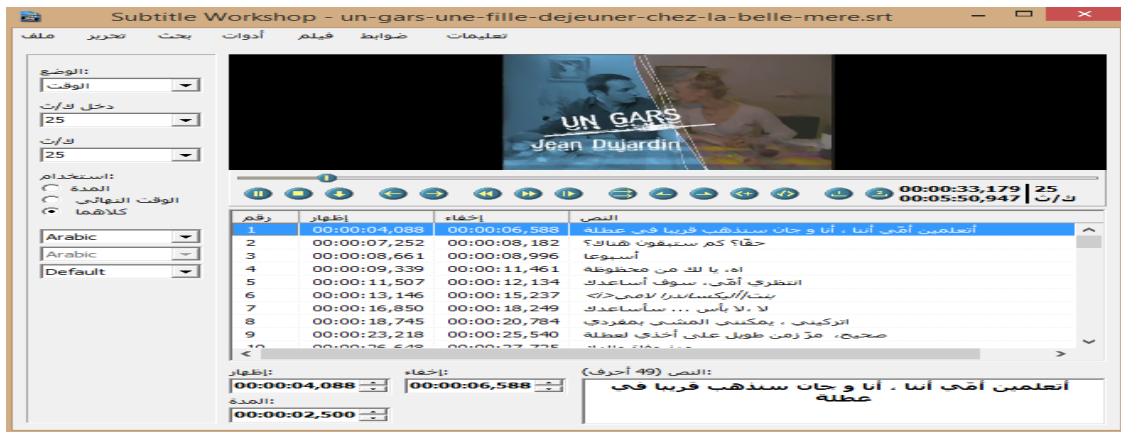 Subtitle Workshop - un-gars-une-fille-dejeuner-chez-la-belle-mere.srt
ملف تحرير بحث أدوات فيلم ضوابط تعليمات
الوضع:
الوقت
دخل ك/ت
25
ك/ت
25
استخدام:
المدة
الوقت النهائي
كلاهما
Arabic
Arabic
Default
UN GARS
Jean Dujardin
00:00:33,179 25
00:05:50,947 ك/ت
رقم إظهار إخفاء النص
1 00:00:04,088 00:00:06,588 أتعلمين أمّي أننا ، أنا و جان سنذهب قريبا في عطلة
2 00:00:07,252 00:00:08,182 حقّا؟ كم ستبقون هناك؟
3 00:00:08,661 00:00:08,996 أسبوعا
4 00:00:09,339 00:00:11,461 اه، يا لك من محظوظة
5 00:00:11,507 00:00:12,134 انتظري أمّي، سوف أساعدك
6 00:00:13,146 00:00:15,237 بنت/أليكساندرا لامي<i/>
7 00:00:16,850 00:00:18,249 لا ،لا بأس ... سأساعدك
8 00:00:18,745 00:00:20,784 اتركيني ، يمكنني المشي بمفردي
9 00:00:23,218 00:00:25,540 صحيح، مرّ زمن طويل على أخذي لعطلة
إظهار:
00:00:04,088
إخفاء:
00:00:06,588
المدة:
00:00:02,500
النص (49 أحرف):
أتعلمين أمّي أننا ، أنا و جان سنذهب قريبا في
عطلة